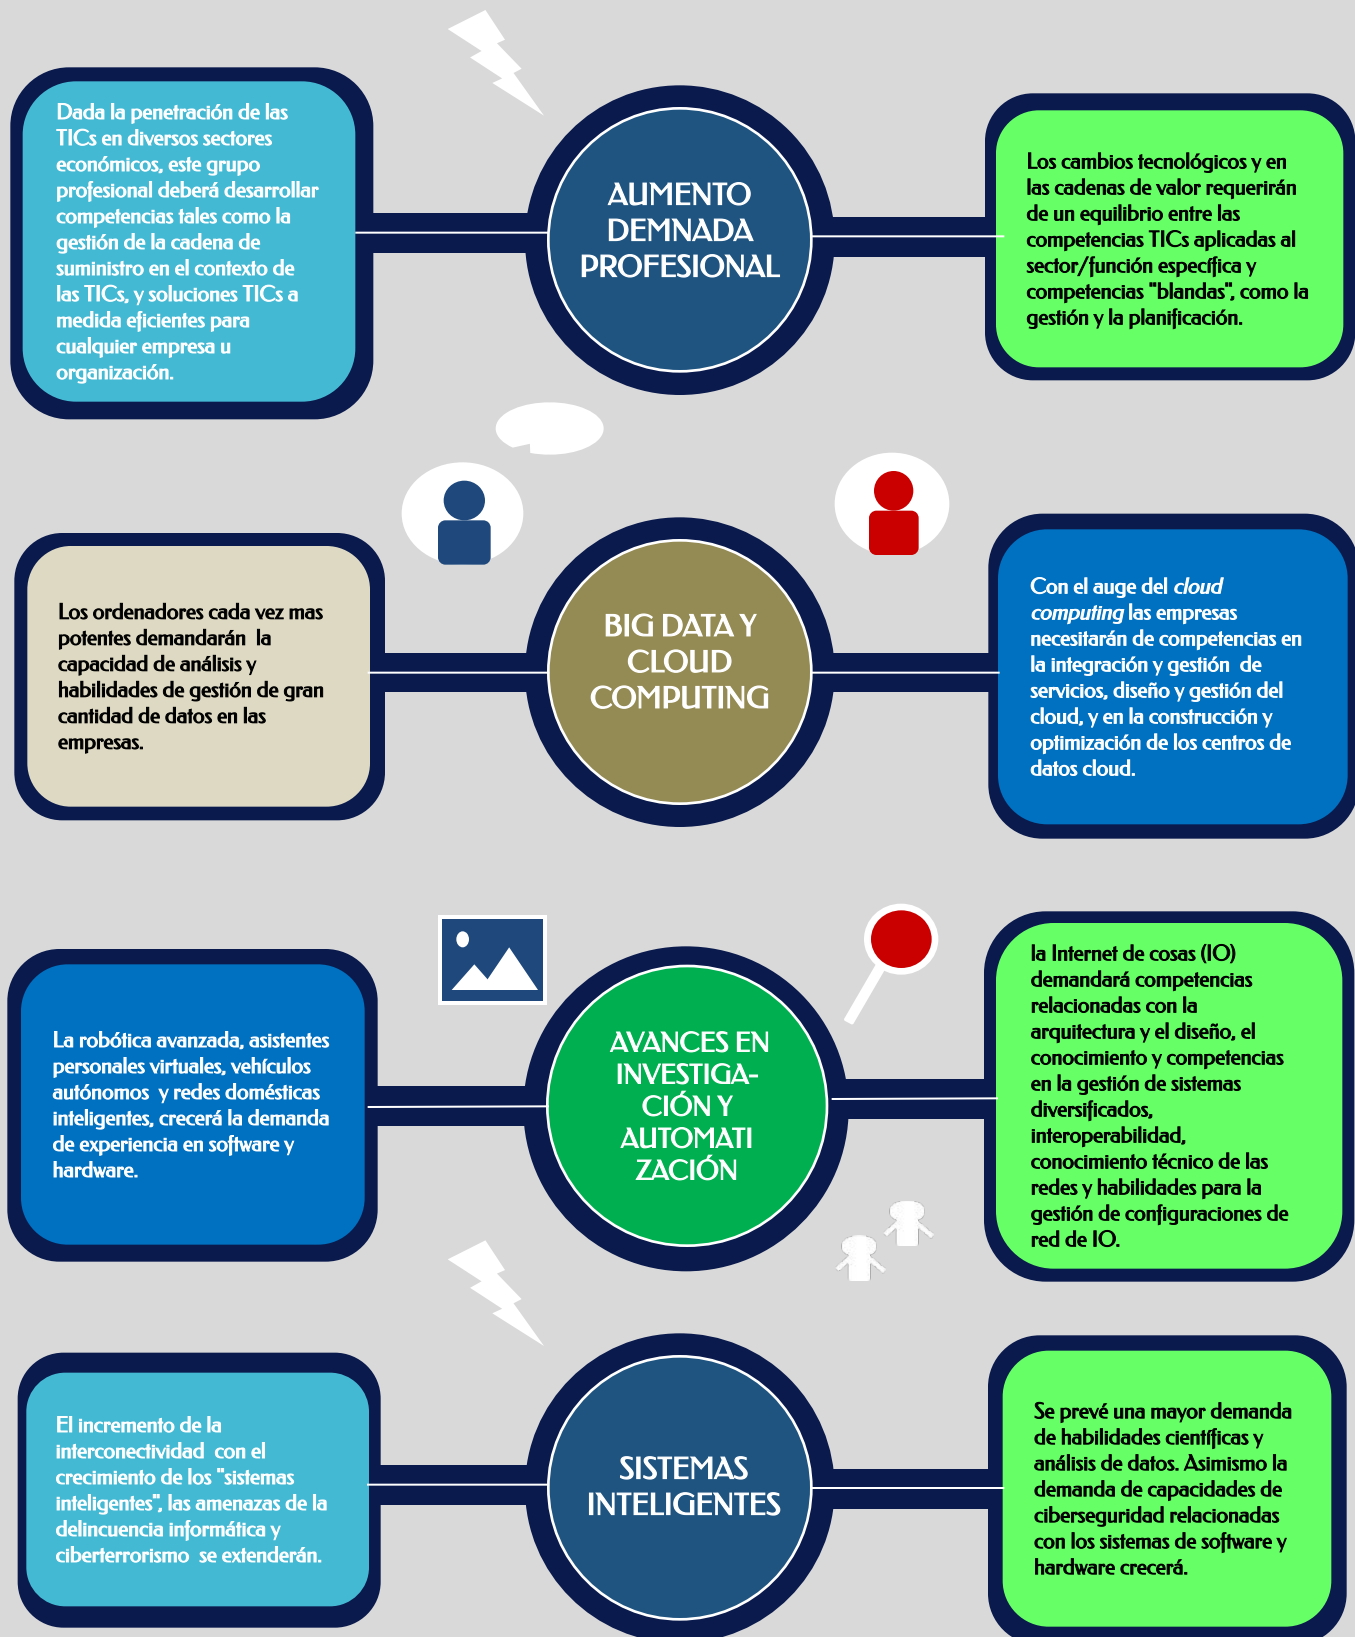 Dada la penetración de las
TICs en diversos sectores
económicos, este grupo
profesional deberá desarrollar
competencias tales como la
gestión de la cadena de
suministro en el contexto de
las TICs, y soluciones TICs a
medida eficientes para
cualquier empresa u
organización.
AUMENTO
DEMNADA
PROFESIONAL
Los cambios tecnológicos y en
las cadenas de valor requerirán
de un equilibrio entre las
competencias TICs aplicadas al
sector/función específica y
competencias "blandas", como la
gestión y la planificación.
Los ordenadores cada vez mas
potentes demandarán la
capacidad de análisis y
habilidades de gestión de gran
cantidad de datos en las
empresas.
BIG DATA Y
CLOUD
COMPUTING
Con el auge del cloud
computing las empresas
necesitarán de competencias en
la integración y gestión de
servicios, diseño y gestión del
cloud, y en la construcción y
optimización de los centros de
datos cloud.
La robótica avanzada, asistentes
personales virtuales, vehículos
autónomos y redes domésticas
inteligentes, crecerá la demanda
de experiencia en software y
hardware.
AVANCES EN
INVESTIGA-
CIÓN Y
AUTOMATI
ZACIÓN
la Internet de cosas (IO)
demandará competencias
relacionadas con la
arquitectura y el diseño, el
conocimiento y competencias
en la gestión de sistemas
diversificados,
interoperabilidad,
conocimiento técnico de las
redes y habilidades para la
gestión de configuraciones de
red de IO.
El incremento de la
interconectividad con el
crecimiento de los "sistemas
inteligentes", las amenazas de la
delincuencia informática y
ciberterrorismo se extenderán.
SISTEMAS
INTELIGENTES
Se prevé una mayor demanda
de habilidades científicas y
análisis de datos. Asimismo la
demanda de capacidades de
ciberseguridad relacionadas
con los sistemas de software y
hardware crecerá.